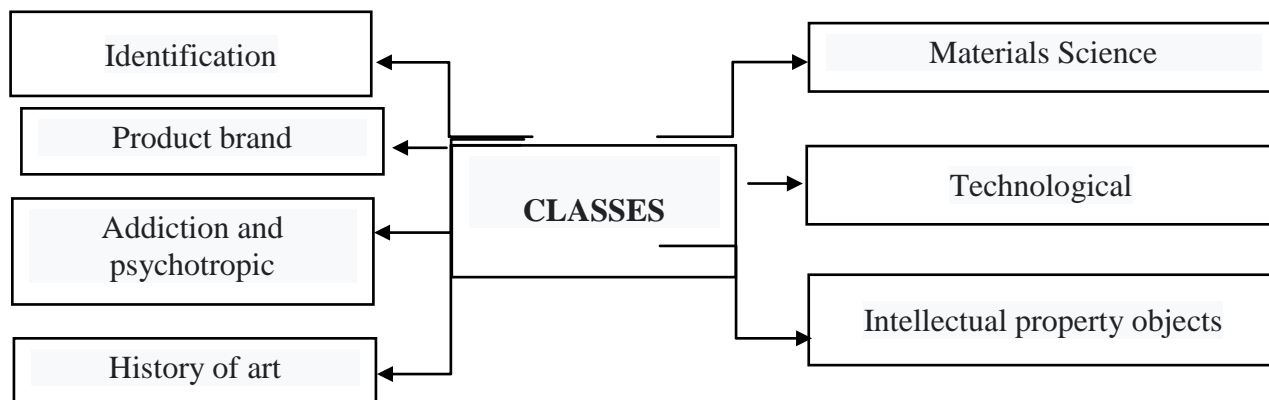 Identification
Product brand
Addiction and
psychotropic
History of art
CLASSES
Materials Science
Technological
Intellectual property objects